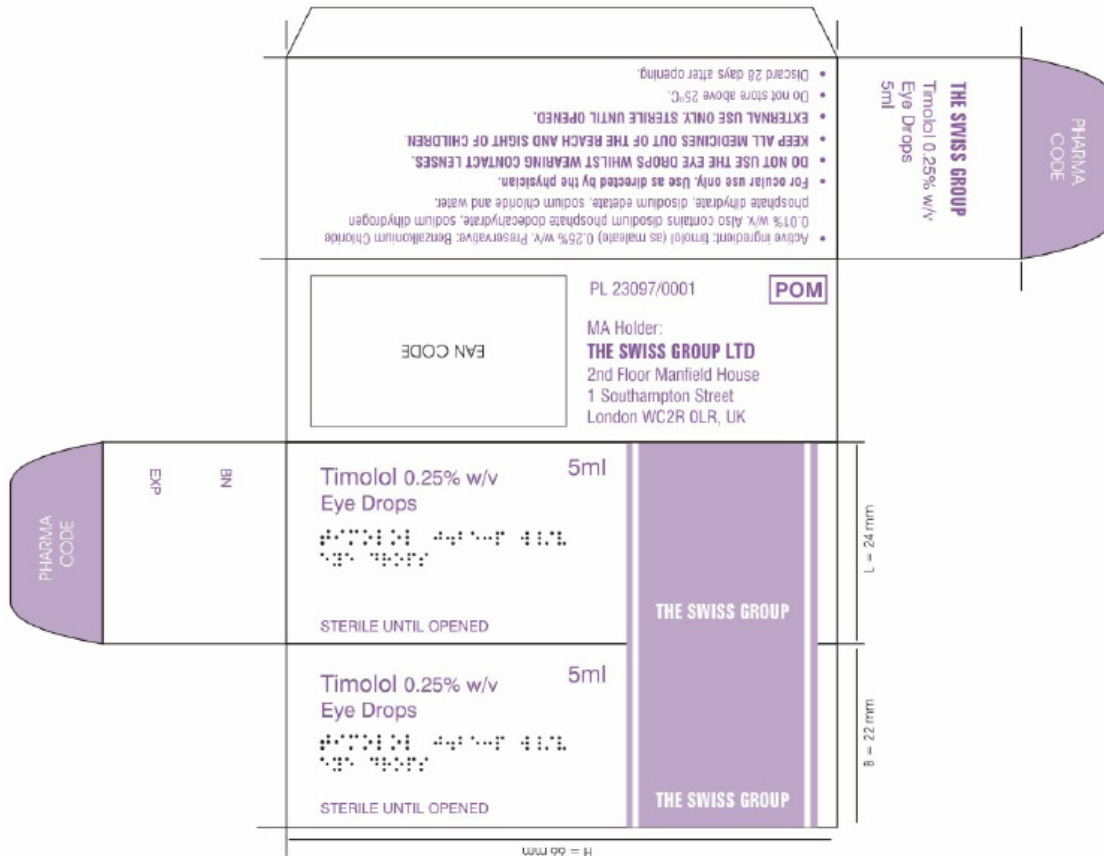 • Active ingredient: timolol (as maleate) 0.25% w/v. Preservative: Benzalkonium Chloride
0.01% w/v. Also contains disodium phosphate dodecahydrate, sodium dihydrogen
phosphate dihydrate, disodium edetate, sodium chloride and water.
• For ocular use only. Use as directed by the physician.
• DO NOT USE THE EYE DROPS WHILST WEARING CONTACT LENSES.
• KEEP ALL MEDICINES OUT OF THE REACH AND SIGHT OF CHILDREN.
• EXTERNAL USE ONLY. STERILE UNTIL OPENED.
• Do not store above 25°C.
• Discard 28 days after opening.
THE SWISS GROUP
Timolol 0.25% w/v
Eye Drops
5ml
PHARMA
CODE
EAN CODE
PL 23097/0001
POM
MA Holder:
THE SWISS GROUP LTD
2nd Floor Manfield House
1 Southampton Street
London WC2R 0LR, UK
PHARMA
CODE
EXP
BN
Timolol 0.25% w/v
5ml
Eye Drops
STERILE UNTIL OPENED
THE SWISS GROUP
L = 24 mm
Timolol 0.25% w/v
5ml
Eye Drops
STERILE UNTIL OPENED
THE SWISS GROUP
B = 22 mm
H = 66 mm